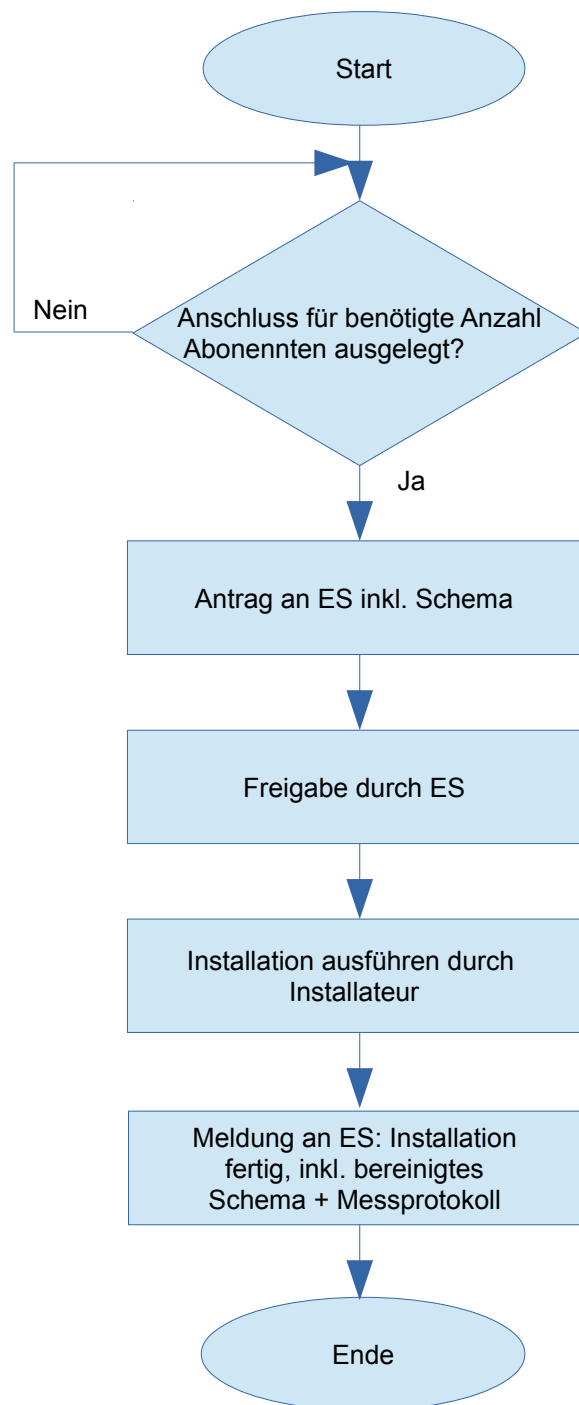 Start
Nein
Anschluss für benötigte Anzahl
Abonennten ausgelegt?
Ja
Antrag an ES inkl. Schema
Freigabe durch ES
Installation ausführen durch
Installateur
Meldung an ES: Installation
fertig, inkl. bereinigtes
Schema + Messprotokoll
Ende